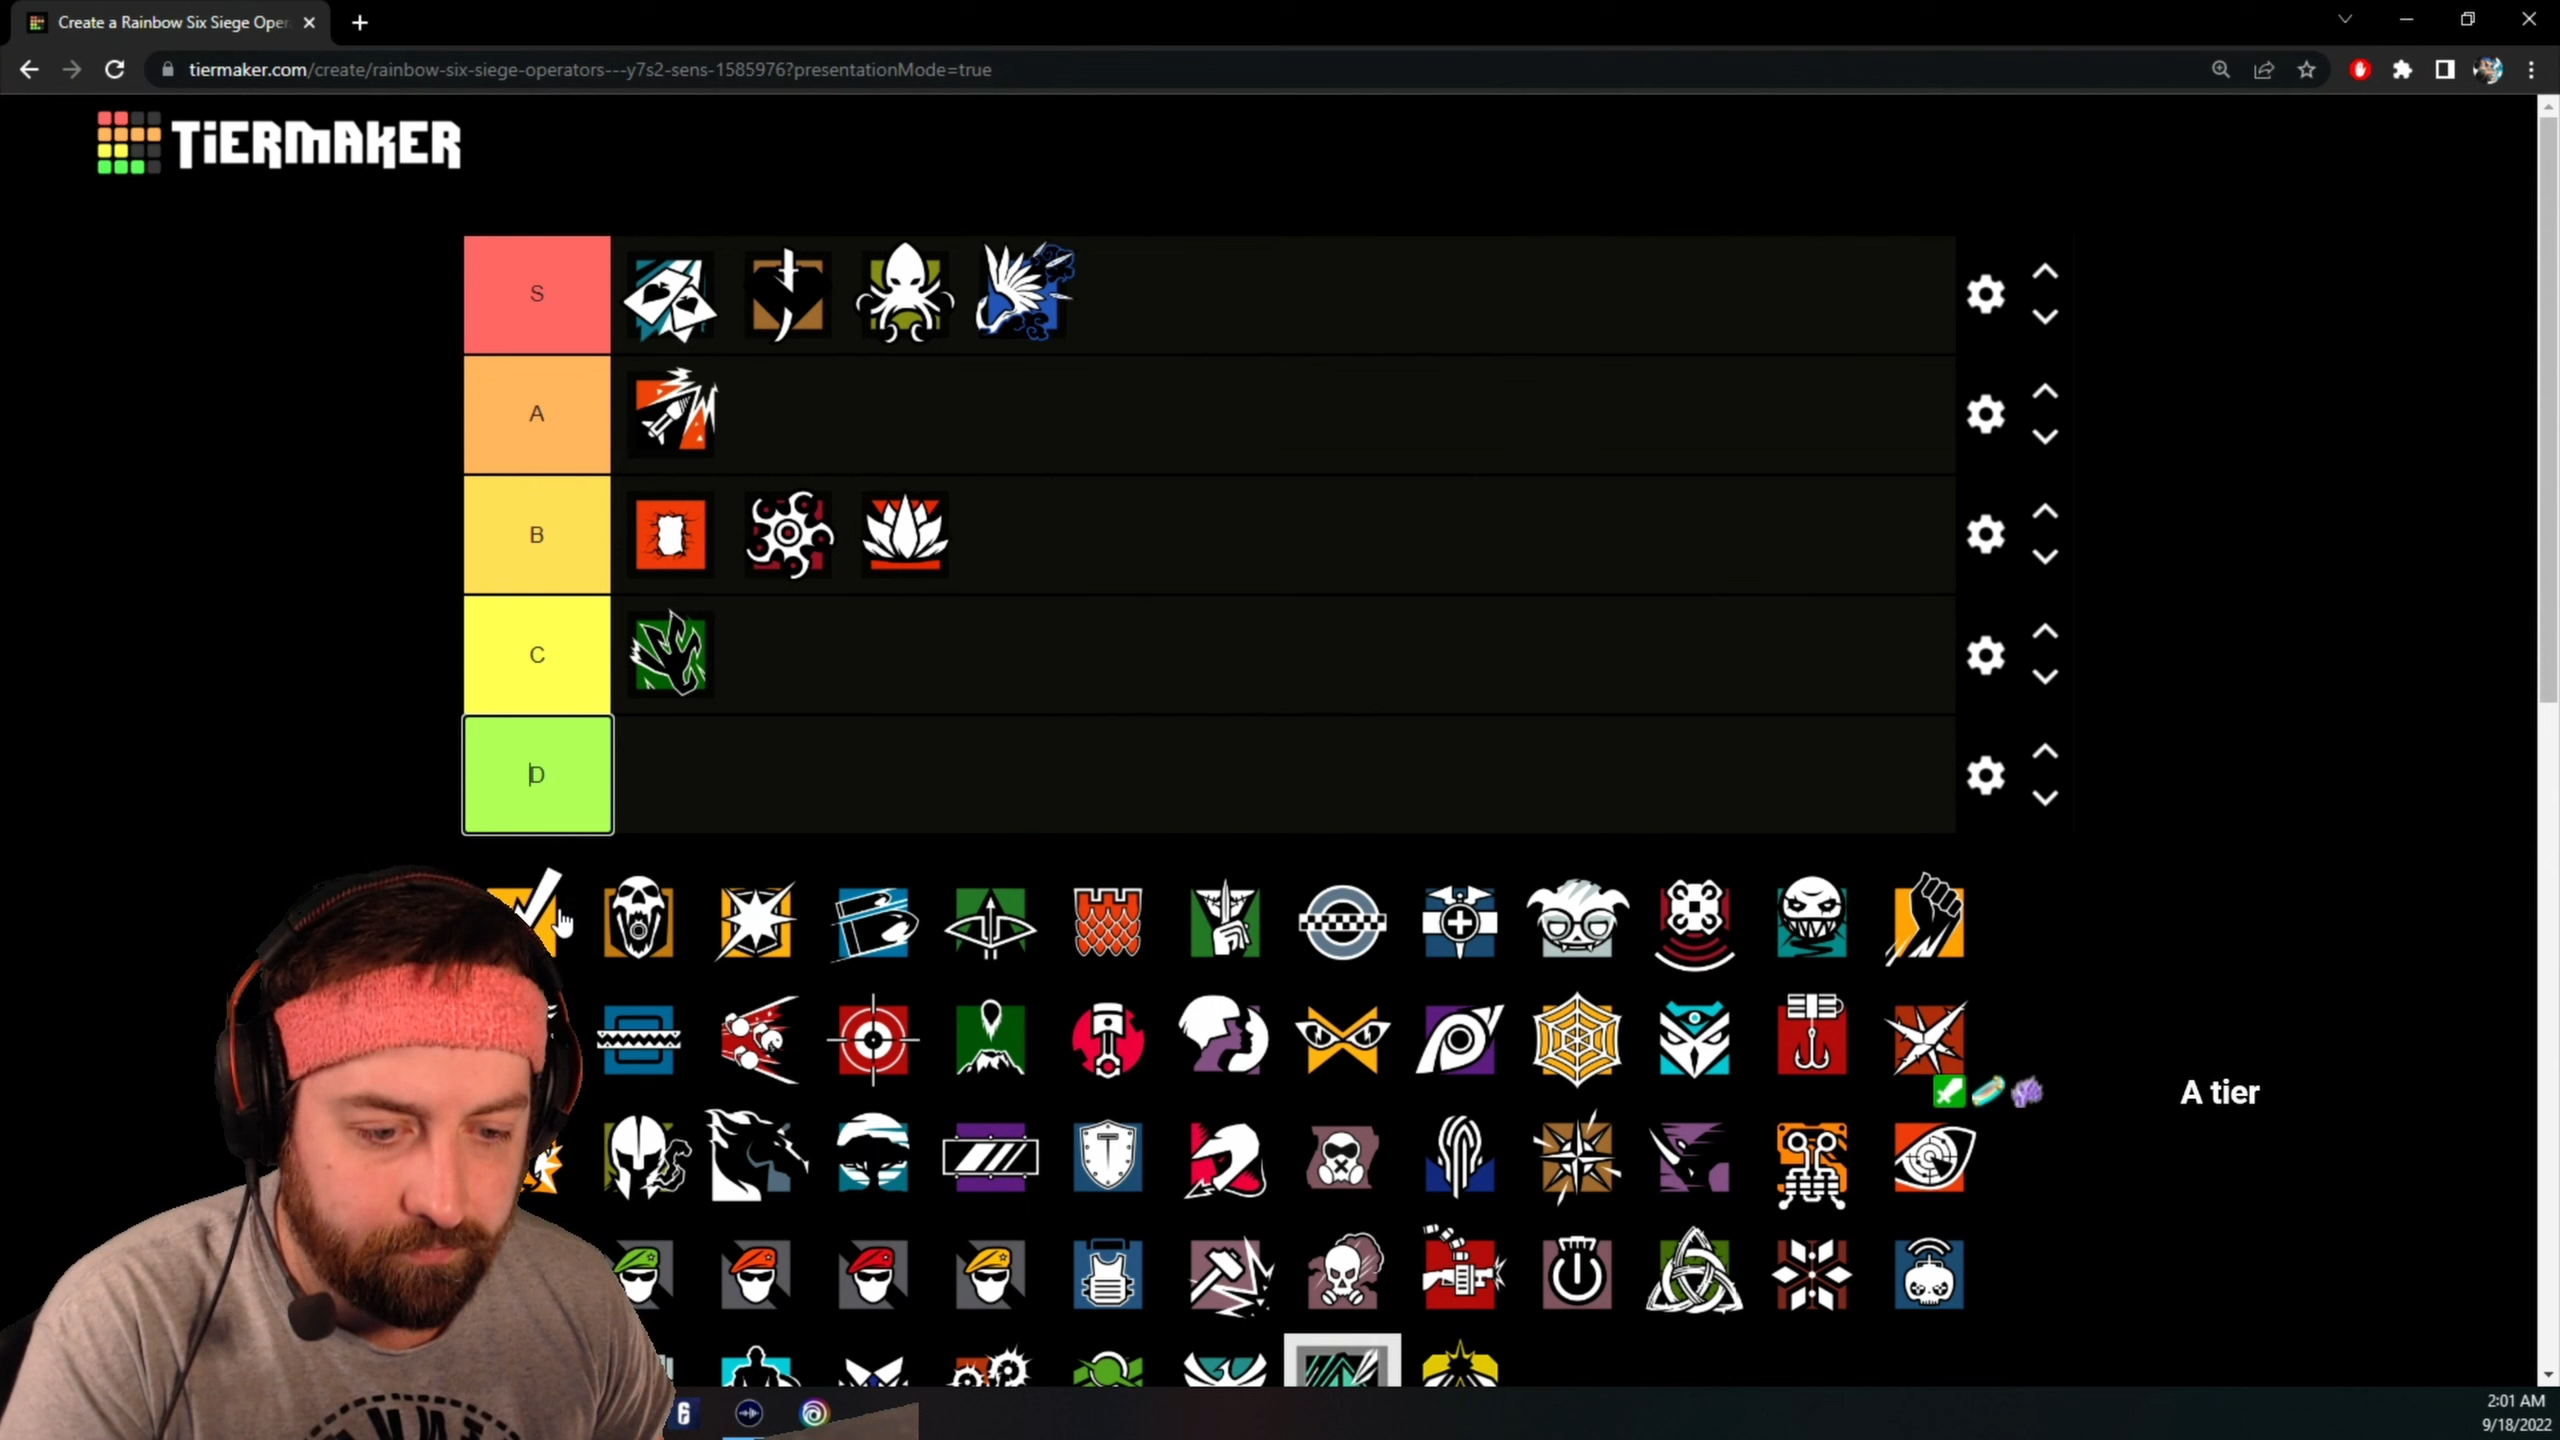 Create a Rainbow Six Siege Oper
tiermaker.com/create/rainbow-six-siege-operators---y7s2-sens-1585976?presentationMode=true
TiERMAKER
S
A
B
C
D
A tier
2:01 AM
9/18/2022